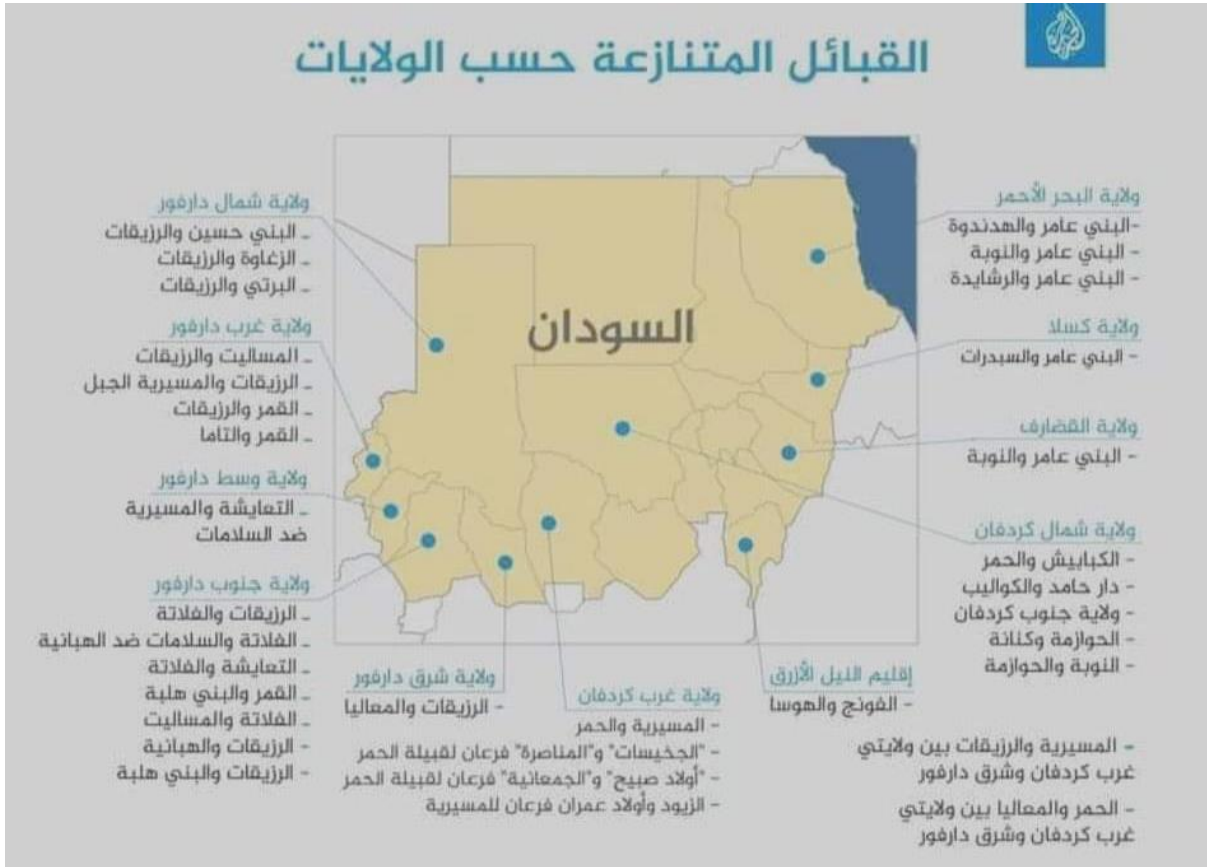 القبائل المتنازعة حسب الولايات
ولاية البحر الأحمر
-البني عامر والهدندوة
- البني عامر والنوبة
- البني عامر والرشايدة
ولاية كسلا
- البني عامر والسبدرات
ولاية القضارف
- البني عامر والنوبة
ولاية شمال كردفان
- الكبابيش والحمر
- دار حامد والكواليب
- ولاية جنوب كردفان
- الحوازمة وكنانة
- النوبة والحوازمة
السودان
ولاية شمال دارفور
ـ البني حسين والرزيقات
ـ الزغاوة والرزيقات
ـ البرتي والرزيقات
ولاية غرب دارفور
ـ المساليت والرزيقات
ـ الرزيقات والمسيرية الجبل
ـ القمر والرزيقات
ـ القمر والتاما
ولاية وسط دارفور
ـ التعايشة والمسيرية
ضد السلامات
ولاية جنوب دارفور
ـ الرزيقات والفلاتة
ـ الفلاتة والسلامات ضد الهبانية
ـ التعايشة والفلاتة
ـ القمر والبني هلبة
ـ الفلاتة والمساليت
- الرزيقات والهبانية
- الرزيقات والبني هلبة
إقليم النيل الأزرق
- الفونج والهوسا
ولاية غرب كردفان
- المسيرية والحمر
- "الجخيسات" و"المناصرة" فرعان لقبيلة الحمر
- "أولاد صبيح" و"الجمعانية" فرعان لقبيلة الحمر
- الزيود وأولاد عمران فرعان للمسيرية
ولاية شرق دارفور
- الرزيقات والمعاليا
- المسيرية والرزيقات بين ولايتي
غرب كردفان وشرق دارفور
- الحمر والمعاليا بين ولايتي
غرب كردفان وشرق دارفور